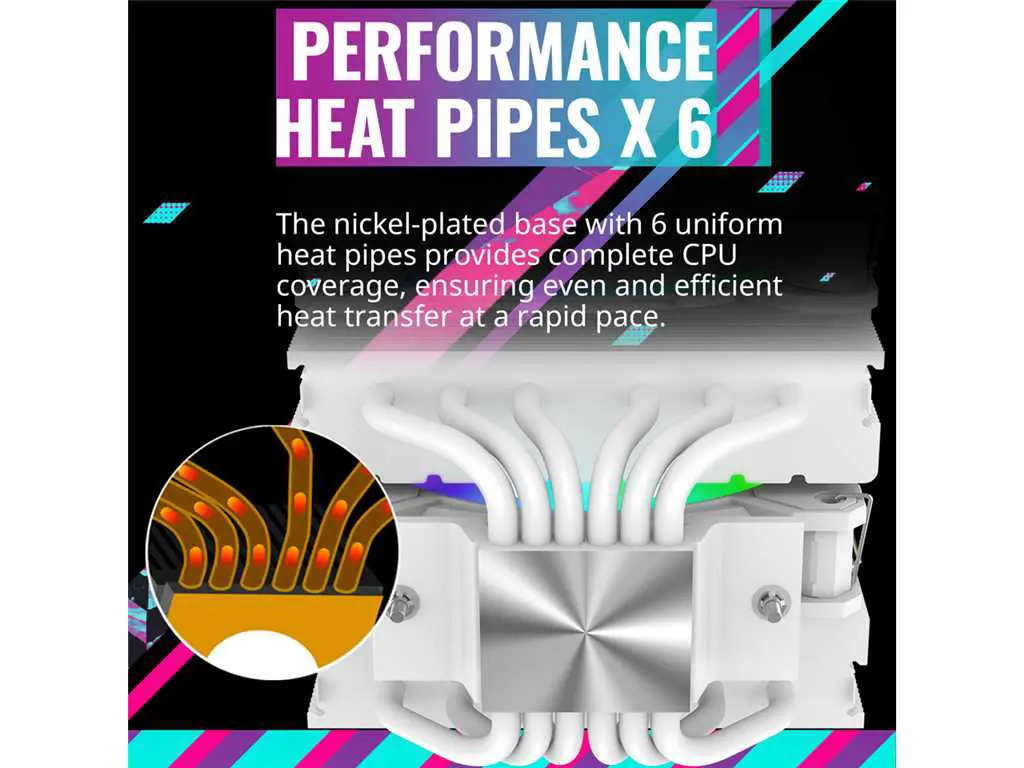 PERFORMANCE
HEAT PIPES X 6
The nickel-plated base with 6 uniform
heat pipes provides complete CPU
coverage, ensuring even and efficient
heat transfer at a rapid pace.